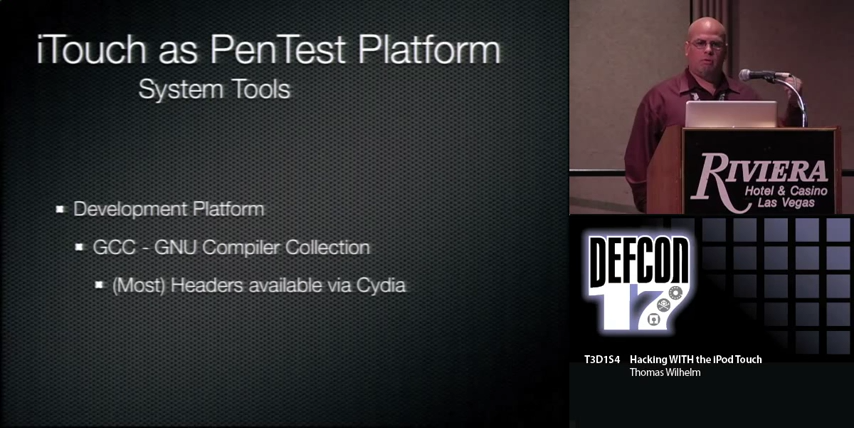 iTouch as PenTest Platform
System Tools
Development Platform
GCC - GNU Compiler Collection
(Most) Headers available via Cydia
RIVIERA
Hotel & Casino
Las Vegas
DEFCON
17
T3D1S4 Hacking WITH the iPod Touch
Thomas Wilhelm